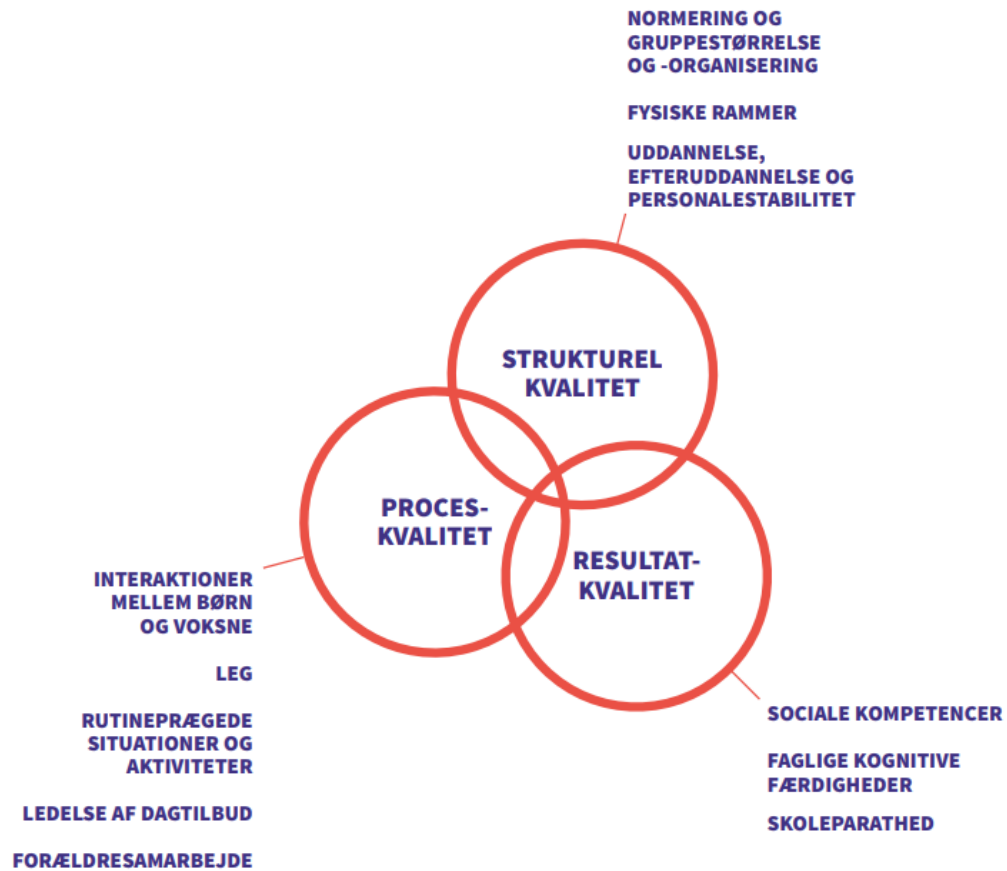 NORMERING OG
GRUPPESTØRRELSE
OG -ORGANISERING
FYSISKE RAMMER
UDDANNELSE,
EFTERUDDANNELSE OG
PERSONALESTABILITET
STRUKTUREL
KVALITET
PROCES-
KVALITET
RESULTAT-
KVALITET
INTERAKTIONER
MELLEM BØRN
OG VOKSNE
LEG
RUTINEPRÆGEDE
SITUATIONER OG
AKTIVITETER
LEDELSE AF DAGTILBUD
FORÆLDRESAMARBEJDE
SOCIALE KOMPETENCER
FAGLIGE KOGNITIVE
FÆRDIGHEDER
SKOLEPARATHED